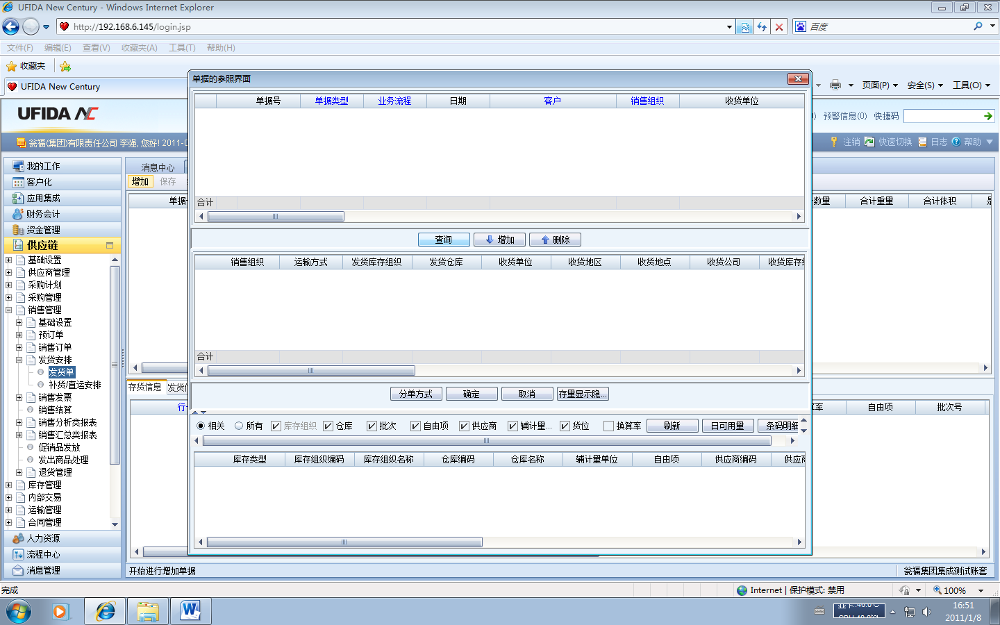 UFIDA New Century - Windows Internet Explorer
http://192.168.6.145/login.jsp
百度
文件(F) 编辑(E) 查看(V) 收藏夹(A) 工具(T) 帮助(H)
收藏夹
UFIDA New Century
页面(P) 安全(S) 工具(O)
UFIDA NC
预警信息(0) 快捷码
瓮福(集团)有限责任公司 李强, 您好! 2011-0
注销 快速切换 日志 帮助
我的工作
客户化
应用集成
财务会计
资金管理
供应链
基础设置
供应商管理
采购计划
采购管理
销售管理
基础设置
预订单
销售订单
发货安排
发货单
补货/直运安排
销售发票
销售结算
销售分析类报表
销售汇总类报表
促销品发放
发出商品处理
退货管理
库存管理
内部交易
运输管理
合同管理
人力资源
流程中心
消息管理
消息中心
增加 保存
单据
数量 合计重量 合计体积
存货信息 发货
行
率 自由项 批次号
单据的参照界面
单据号 单据类型 业务流程 日期 客户 销售组织 收货单位
合计
查询 增加 删除
销售组织 运输方式 发货库存组织 发货仓库 收货单位 收货地区 收货地点 收货公司 收货库存
合计
分单方式 确定 取消 存量显示隐...
相关 所有 库存组织 仓库 批次 自由项 供应商 辅计量... 货位 换算率 刷新 日可用量 条码明细
库存类型 库存组织编码 库存组织名称 仓库编码 仓库名称 辅计量单位 自由项 供应商编码 供应商
开始进行增加单据
瓮福集团集成测试账套
完成
Internet | 保护模式: 禁用
100%
16:51
2011/1/8